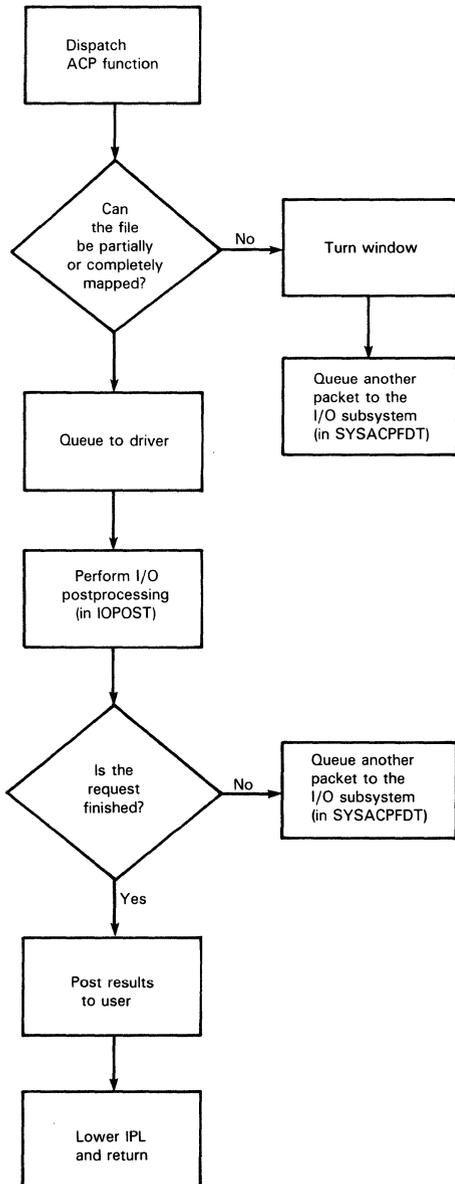 Dispatch
ACP function
Can
the file
be partially
or completely
mapped?
No
Turn window
Queue another
packet to the
I/O subsystem
(in SYSACPFDT)
Queue to driver
Perform I/O
postprocessing
(in IOPOST)
Is the
request
finished?
No
Queue another
packet to the
I/O subsystem
(in SYSACPFDT)
Yes
Post results
to user
Lower IPL
and return